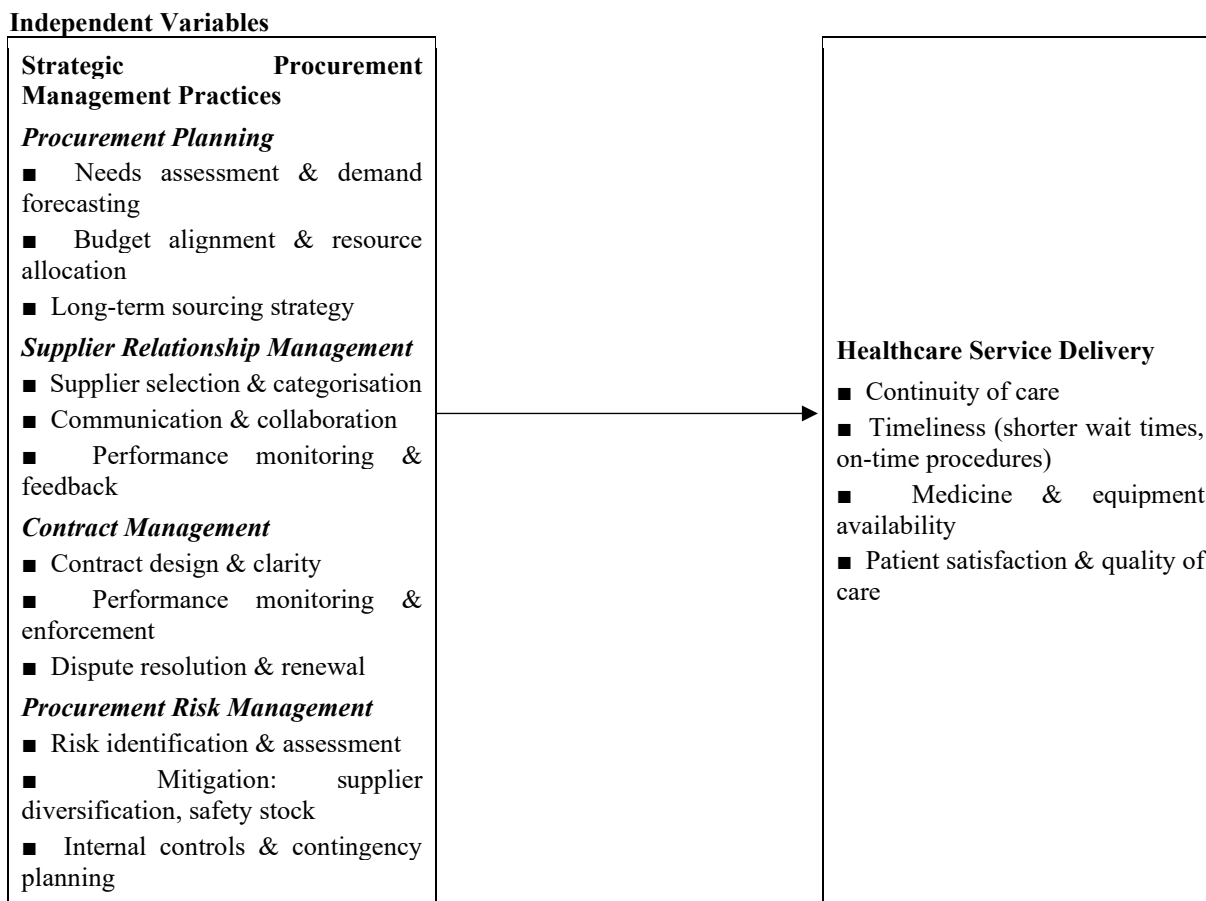 Independent Variables
Strategic Procurement
Management Practices
Procurement Planning
■ Needs assessment & demand
forecasting
■ Budget alignment & resource
allocation
■ Long-term sourcing strategy
Supplier Relationship Management
■ Supplier selection & categorisation
■ Communication & collaboration
■ Performance monitoring &
feedback
Contract Management
■ Contract design & clarity
■ Performance monitoring &
enforcement
■ Dispute resolution & renewal
Procurement Risk Management
■ Risk identification & assessment
■ Mitigation: supplier
diversification, safety stock
■ Internal controls & contingency
planning
Healthcare Service Delivery
■ Continuity of care
■ Timeliness (shorter wait times,
on-time procedures)
■ Medicine & equipment
availability
■ Patient satisfaction & quality of
care